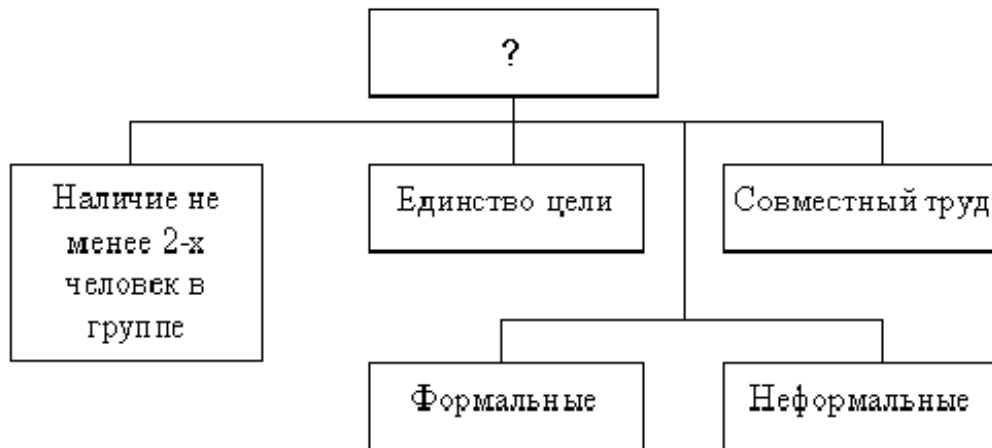 ?
Наличие не
менее 2-х
человек в
группе
Единство цели
Совместный труд
Формальные
Неформальные